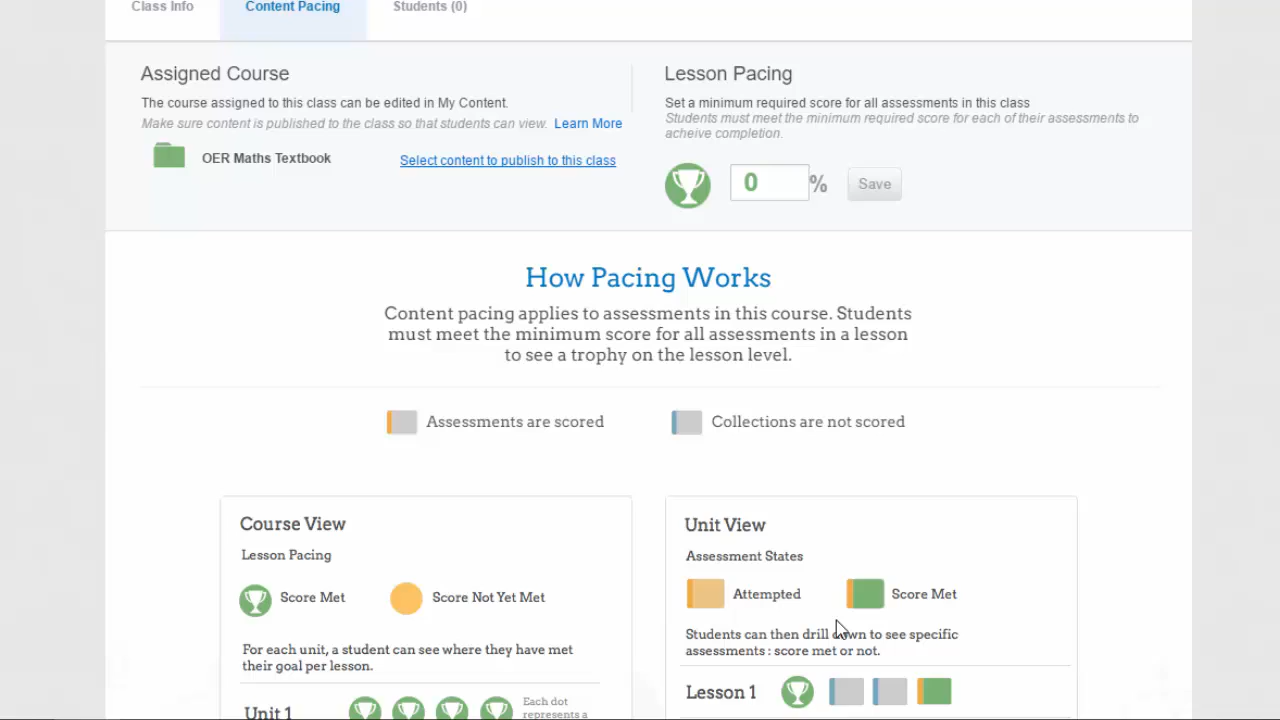 Class Info
Content Pacing
Students (0)
Assigned Course
The course assigned to this class can be edited in My Content.
Make sure content is published to the class so that students can view. Learn More
OER Maths Textbook
Select content to publish to this class
Lesson Pacing
Set a minimum required score for all assessments in this class
Students must meet the minimum required score for each of their assessments to
acheive completion.
0 %
Save
How Pacing Works
Content pacing applies to assessments in this course. Students
must meet the minimum score for all assessments in a lesson
to see a trophy on the lesson level.
Assessments are scored
Collections are not scored
Course View
Lesson Pacing
Score Met
Score Not Yet Met
For each unit, a student can see where they have met
their goal per lesson.
Unit 1
Each dot
represents a
Unit View
Assessment States
Attempted
Score Met
Students can then drill down to see specific
assessments : score met or not.
Lesson 1